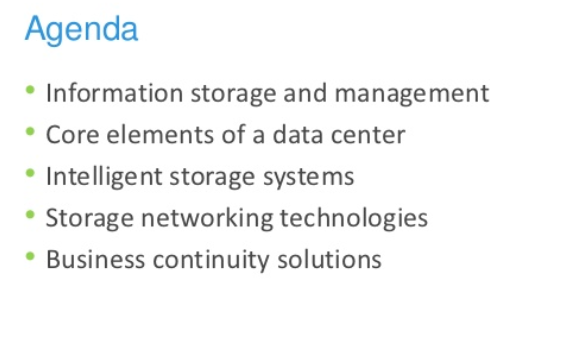 Agenda
• Information storage and management
• Core elements of a data center
• Intelligent storage systems
• Storage networking technologies
• Business continuity solutions